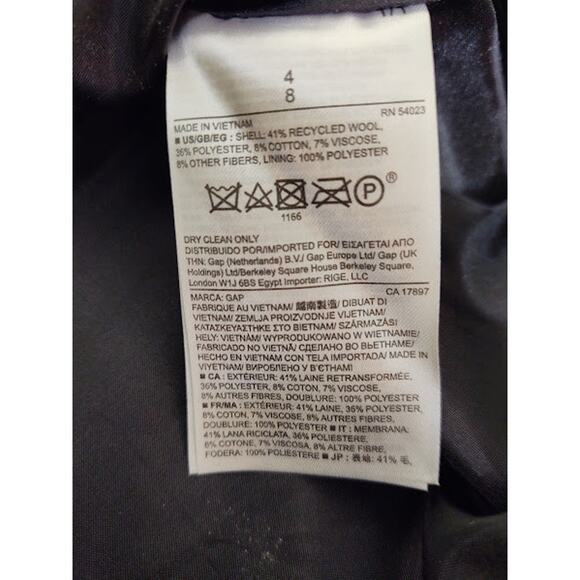 4
8
RN 54023
MADE IN VIETNAM
■ US/GB/EG : SHELL: 41% RECYCLED WOOL,
36% POLYESTER, 8% COTTON, 7% VISCOSE,
8% OTHER FIBERS, LINING: 100% POLYESTER
P ®
1166
DRY CLEAN ONLY
DISTRIBUIDO POR/IMPORTED FOR/ ΕΙΣΑΓΕΤΑΙ ΑΠΟ
ΤΗΝ: Gap (Netherlands) B.V./ Gap Europe Ltd/ Gap (UK
Holdings) Ltd/Berkeley Square House Berkeley Square,
London W1J 6BS Egypt Importer: RIGE, LLC
MARCA: GAP
CA 17897
FABRIQUE AU VIETNAM/ 越南製造/ DIBUAT DI
VIETNAM/ ZEMLJA PROIZVODNJE VIJETNAM/
ΚΑΤΑΣΚΕΥΑΣΤΗΚΕ ΣΤΟ ΒΙΕΤΝΑΜ/ SZÁRMAZÁSI
HELY: VIETNÁM/ WYPRODUKOWANO W WIETNAMIE/
FABRICADO NO VIETNÃ/ СДЕЛАНО ВО ВЬЕТНАМЕ/
HECHO EN VIETNAM CON TELA IMPORTADA/ MADE IN
VIYETNAM/ ВИРОБЛЕНО У В'ЄТНАМІ
■ CA : EXTÉRIEUR: 41% LAINE RETRANSFORMÉE,
36% POLYESTER, 8% COTON, 7% VISCOSE,
8% AUTRES FIBRES, DOUBLURE: 100% POLYESTER
■ FR/MA : EXTÉRIEUR: 41% LAINE, 36% POLYESTER,
8% COTON, 7% VISCOSE, 8% AUTRES FIBRES,
DOUBLURE: 100% POLYESTER ■ IT : MEMBRANA:
41% LANA RICICLATA, 36% POLIESTERE,
8% COTONE, 7% VISCOSA, 8% ALTRE FIBRE,
FODERA: 100% POLIESTERE ■ JP : 表地: 41% 毛,